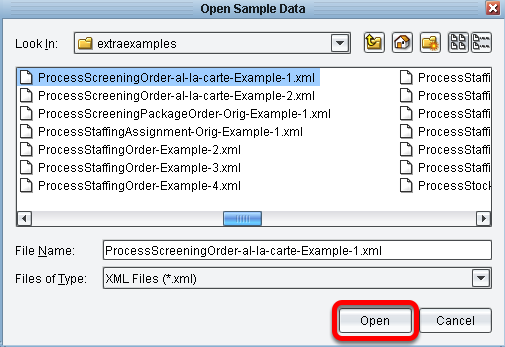 Open Sample Data
Look In: extraexamples
ProcessScreeningOrder-al-la-carte-Example-1.xml
ProcessScreeningOrder-al-la-carte-Example-2.xml
ProcessScreeningPackageOrder-Orig-Example-1.xml
ProcessStaffingAssignment-Orig-Example-1.xml
ProcessStaffingOrder-Example-2.xml
ProcessStaffingOrder-Example-3.xml
ProcessStaffingOrder-Example-4.xml
ProcessStaffi
ProcessStaffi
ProcessStaffi
ProcessStaffi
ProcessStaffi
ProcessStaffi
ProcessStock
File Name: ProcessScreeningOrder-al-la-carte-Example-1.xml
Files of Type: XML Files (*.xml)
Open Cancel